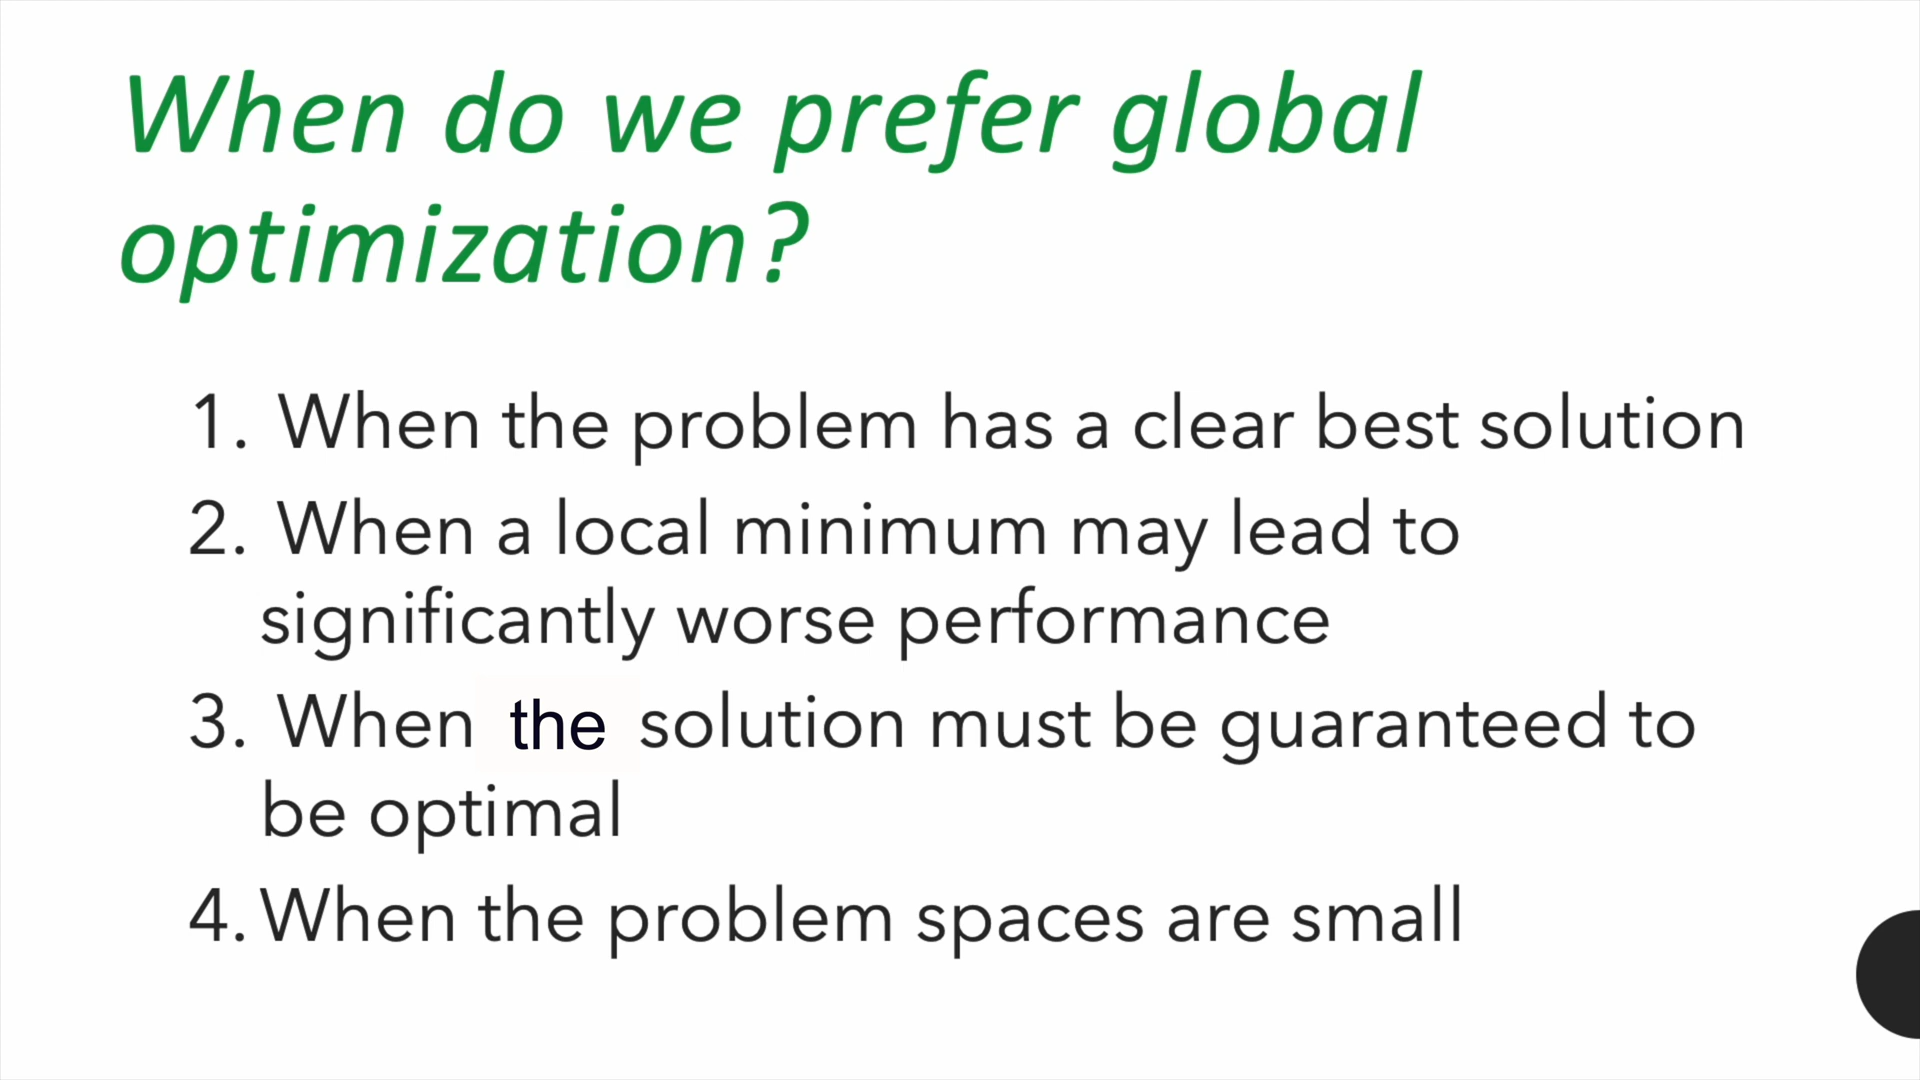 When do we prefer global
optimization?
1. When the problem has a clear best solution
2. When a local minimum may lead to
significantly worse performance
3. When the solution must be guaranteed to
be optimal
4. When the problem spaces are small